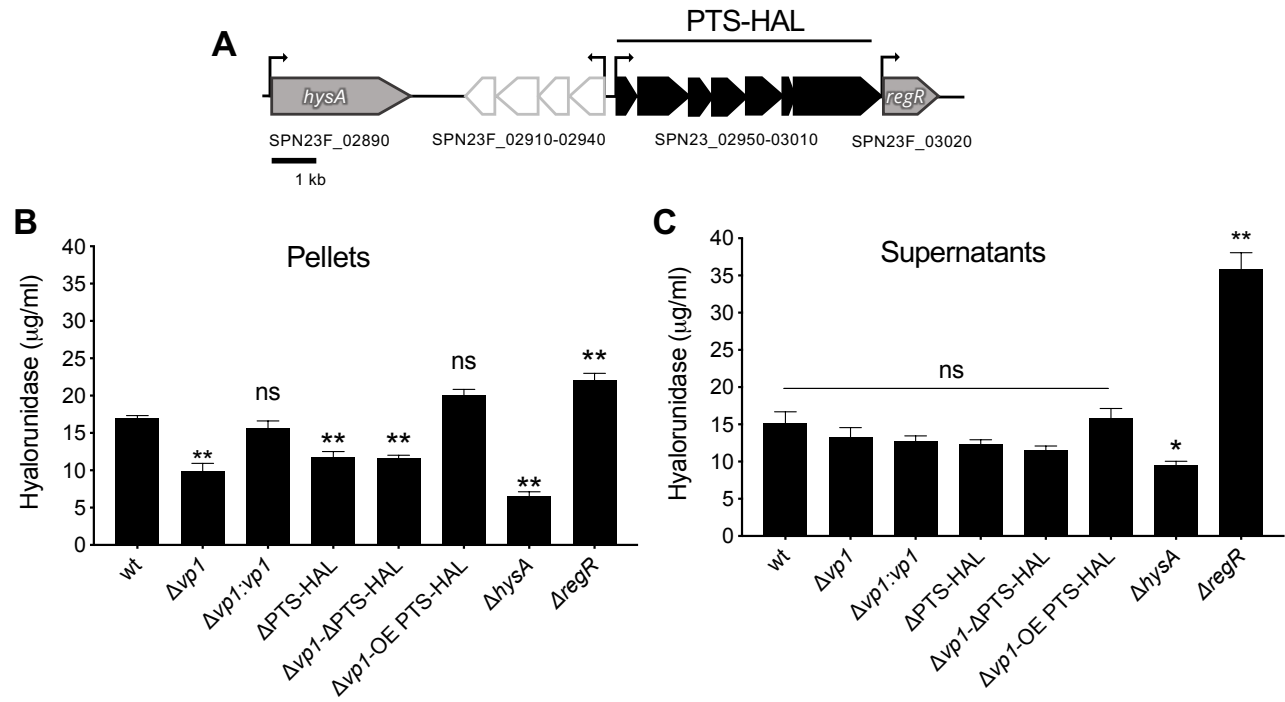 A
PTS-HAL
hysA
regR
SPN23F_02890
SPN23F_02910-02940
SPN23_02950-03010
SPN23F_03020
1 kb
B
Pellets
Hyalorunidase (μg/ml)
40
35
30
25
20
15
10
5
0
**
ns
**
**
ns
**
**
wt
Δvp1
Δvp1:vp1
ΔPTS-HAL
Δvp1-ΔPTS-HAL
Δvp1-OE PTS-HAL
ΔhysA
ΔregR
C
Supernatants
Hyalorunidase (μg/ml)
40
35
30
25
20
15
10
5
0
ns
*
**
wt
Δvp1
Δvp1:vp1
ΔPTS-HAL
Δvp1-ΔPTS-HAL
Δvp1-OE PTS-HAL
ΔhysA
ΔregR